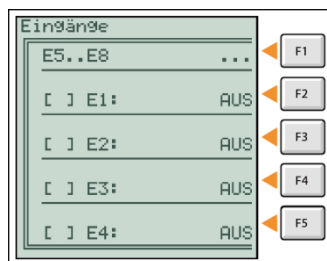 Eingänge
E5..E8 ... F1
[ ] E1: AUS F2
[ ] E2: AUS F3
[ ] E3: AUS F4
[ ] E4: AUS F5